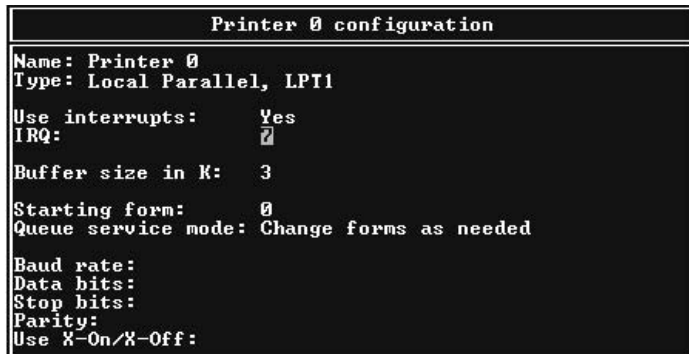 Printer 0 configuration
Name: Printer 0
Type: Local Parallel, LPT1
Use interrupts: Yes
IRQ: 7
Buffer size in K: 3
Starting form: 0
Queue service mode: Change forms as needed
Baud rate:
Data bits:
Stop bits:
Parity:
Use X-On/X-Off: